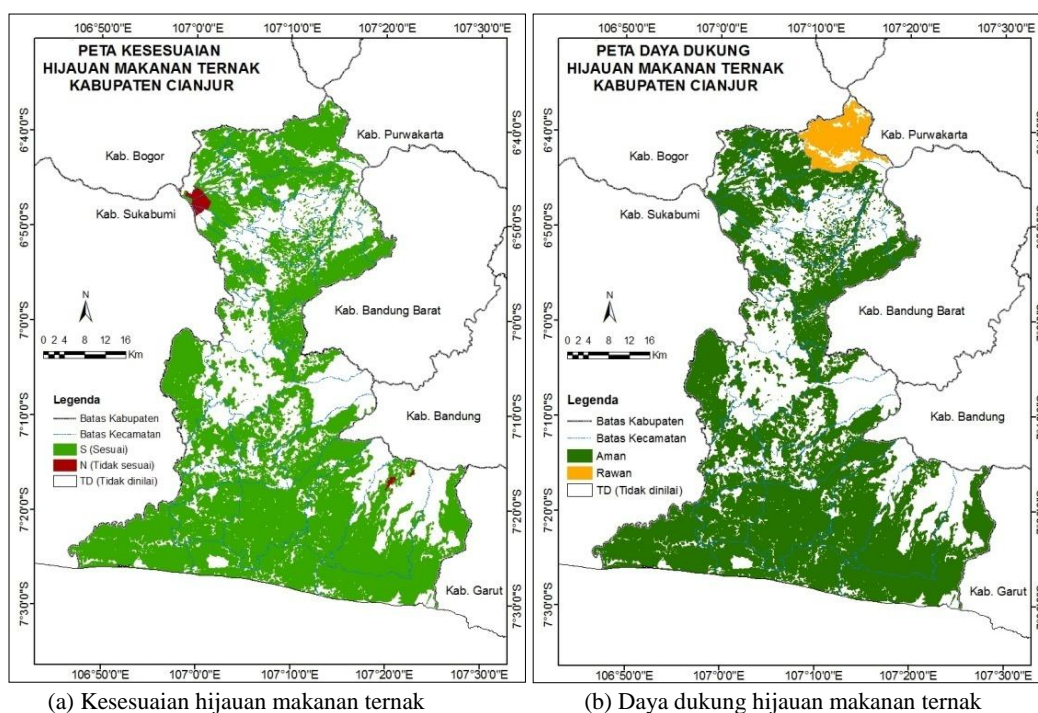 106°50'0"E 107°0'0"E 107°10'0"E 107°20'0"E 107°30'0"E
PETA KESESUAIAN
HIJAUAN MAKANAN TERNAK
KABUPATEN CIANJUR
Kab. Purwakarta
Kab. Bogor
Kab. Sukabumi
Kab. Bandung Barat
Kab. Bandung
Kab. Garut
N
0 2 4 8 12 16
Km
Legenda
Batas Kabupaten
Batas Kecamatan
S (Sesuai)
N (Tidak sesuai)
TD (Tidak dinilai)
6°40'0"S
6°50'0"S
7°0'0"S
7°10'0"S
7°20'0"S
7°30'0"S
106°50'0"E 107°0'0"E 107°10'0"E 107°20'0"E 107°30'0"E
(a) Kesesuaian hijauan makanan ternak
106°50'0"E 107°0'0"E 107°10'0"E 107°20'0"E 107°30'0"E
PETA DAYA DUKUNG
HIJAUAN MAKANAN TERNAK
KABUPATEN CIANJUR
Kab. Purwakarta
Kab. Bogor
Kab. Sukabumi
Kab. Bandung Barat
Kab. Bandung
Kab. Garut
N
0 2 4 8 12 16
Km
Legenda
Batas Kabupaten
Batas Kecamatan
Aman
Rawan
TD (Tidak dinilai)
6°40'0"S
6°50'0"S
7°0'0"S
7°10'0"S
7°20'0"S
7°30'0"S
106°50'0"E 107°0'0"E 107°10'0"E 107°20'0"E 107°30'0"E
(b) Daya dukung hijauan makanan ternak